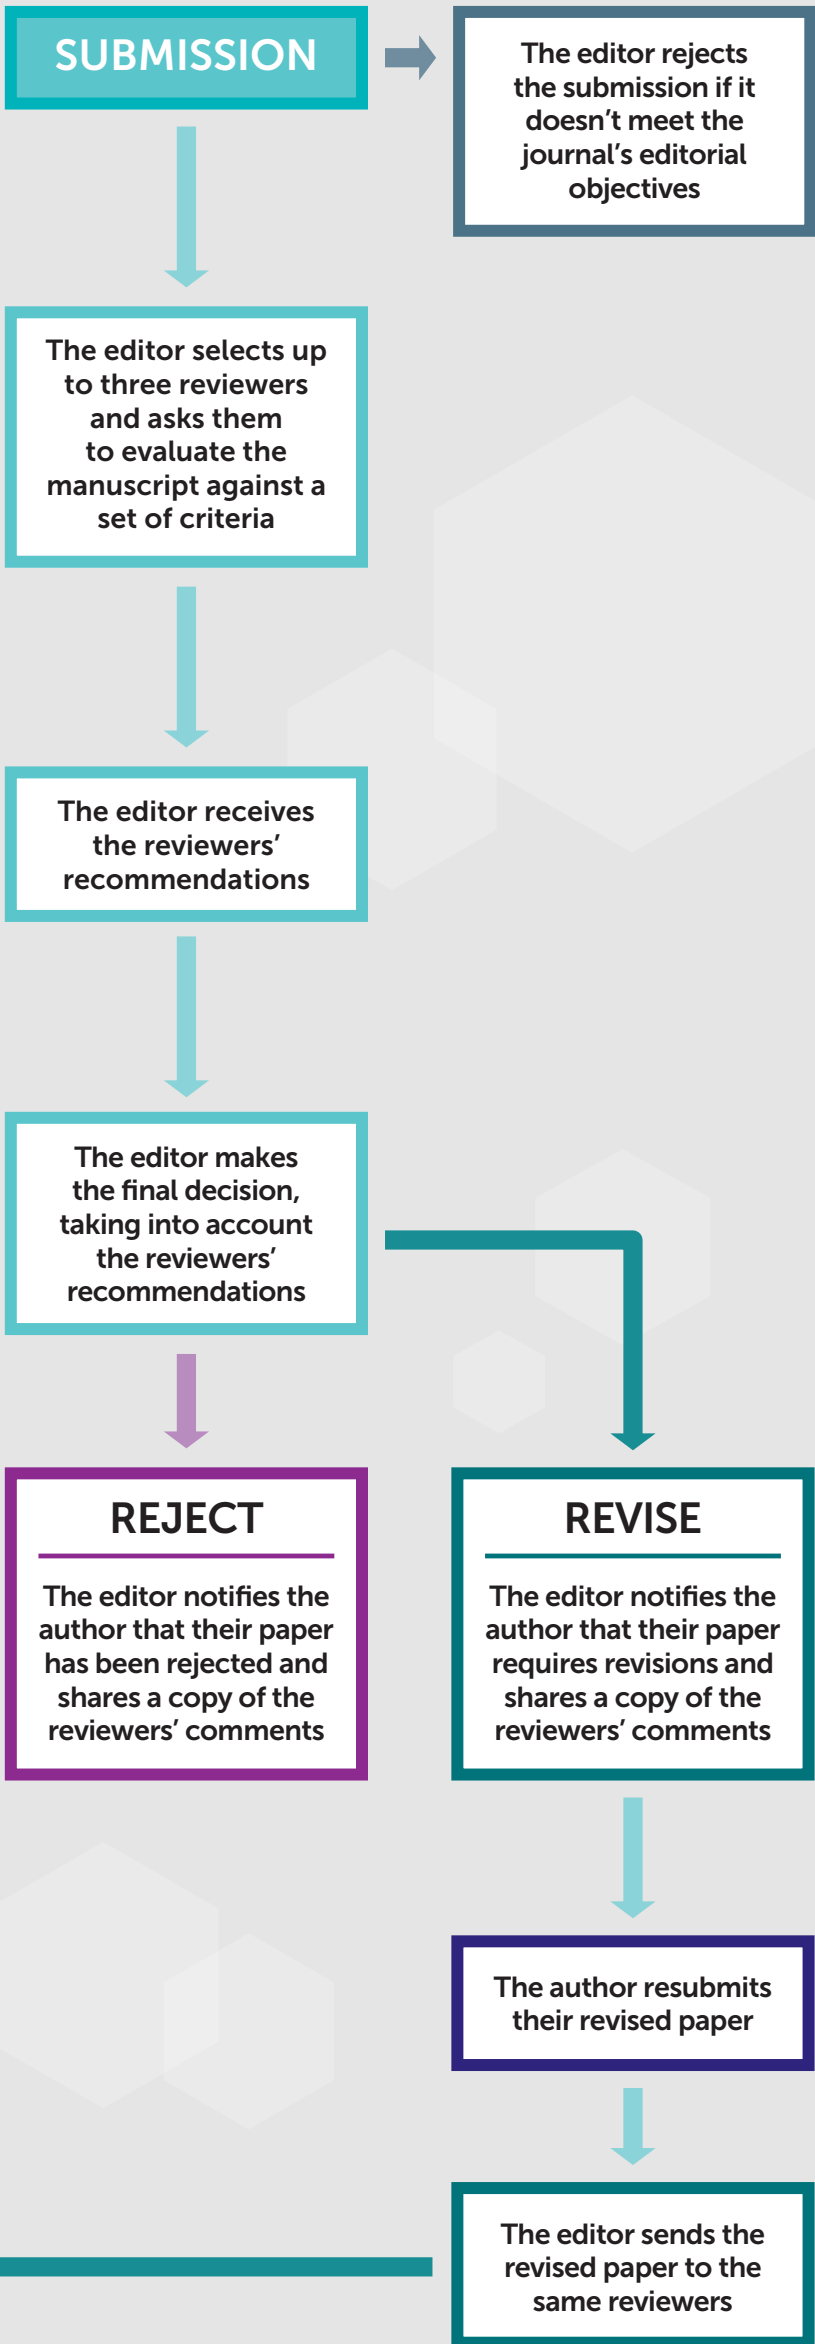 SUBMISSION
The editor rejects
the submission if it
doesn’t meet the
journal’s editorial
objectives
The editor selects up
to three reviewers
and asks them
to evaluate the
manuscript against a
set of criteria
The editor receives
the reviewers’
recommendations
The editor makes
the final decision,
taking into account
the reviewers’
recommendations
REJECT
The editor notifies the
author that their paper
has been rejected and
shares a copy of the
reviewers’ comments
REVISE
The editor notifies the
author that their paper
requires revisions and
shares a copy of the
reviewers’ comments
The author resubmits
their revised paper
The editor sends the
revised paper to the
same reviewers